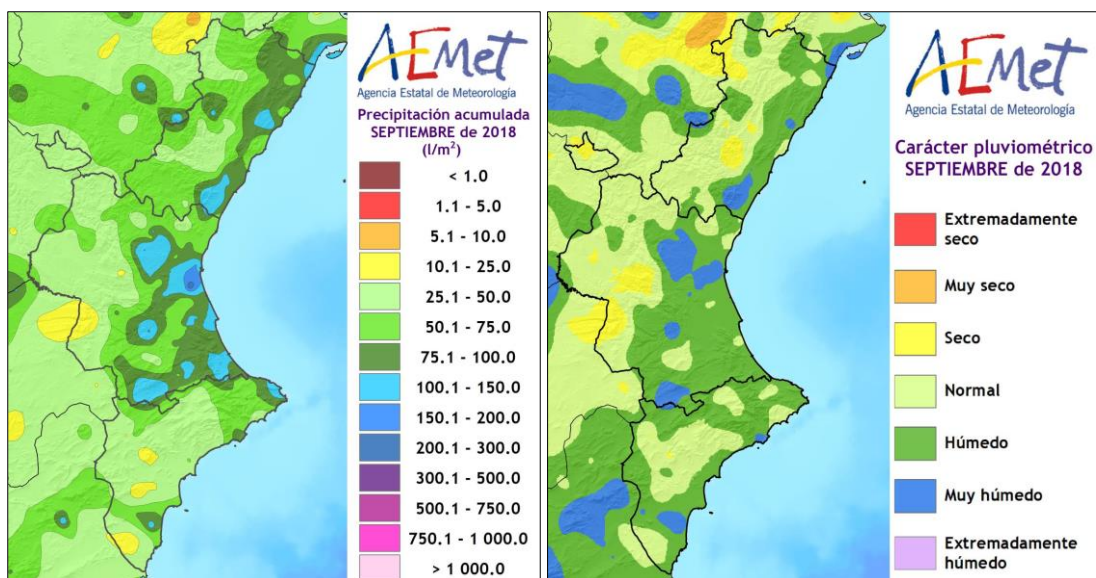 AEmet
Agencia Estatal de Meteorología
Precipitación acumulada
SEPTIEMBRE de 2018
(l/m²)
< 1.0
1.1 - 5.0
5.1 - 10.0
10.1 - 25.0
25.1 - 50.0
50.1 - 75.0
75.1 - 100.0
100.1 - 150.0
150.1 - 200.0
200.1 - 300.0
300.1 - 500.0
500.1 - 750.0
750.1 - 1 000.0
> 1 000.0
AEmet
Agencia Estatal de Meteorología
Carácter pluviométrico
SEPTIEMBRE de 2018
Extremadamente
seco
Muy seco
Seco
Normal
Húmedo
Muy húmedo
Extremadamente
húmedo